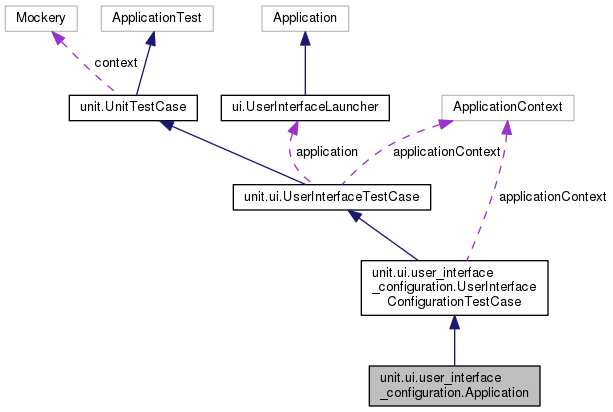 Mockery
ApplicationTest
Application
context
unit.UnitTestCase
ui.UserInterfaceLauncher
ApplicationContext
application
applicationContext
unit.ui.UserInterfaceTestCase
applicationContext
unit.ui.user_interface
_configuration.UserInterface
ConfigurationTestCase
unit.ui.user_interface
_configuration.Application